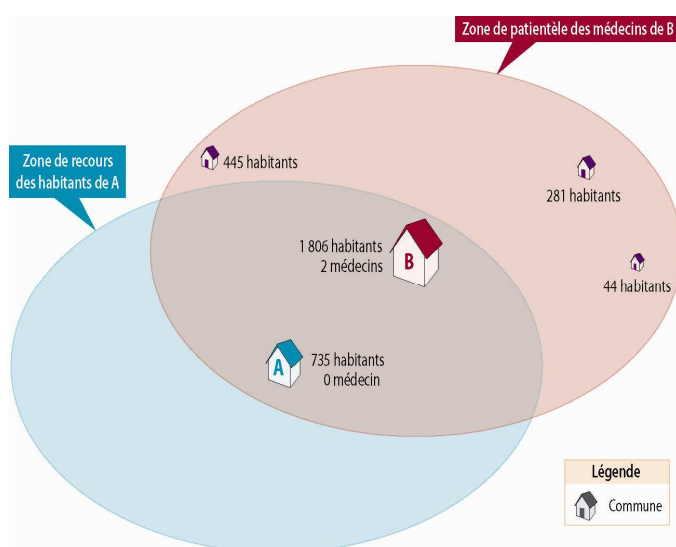 Zone de patientèle des médecins de B
Zone de recours
des habitants de A
445 habitants
281 habitants
1 806 habitants
2 médecins
B
44 habitants
A
735 habitants
0 médecin
Légende
Commune